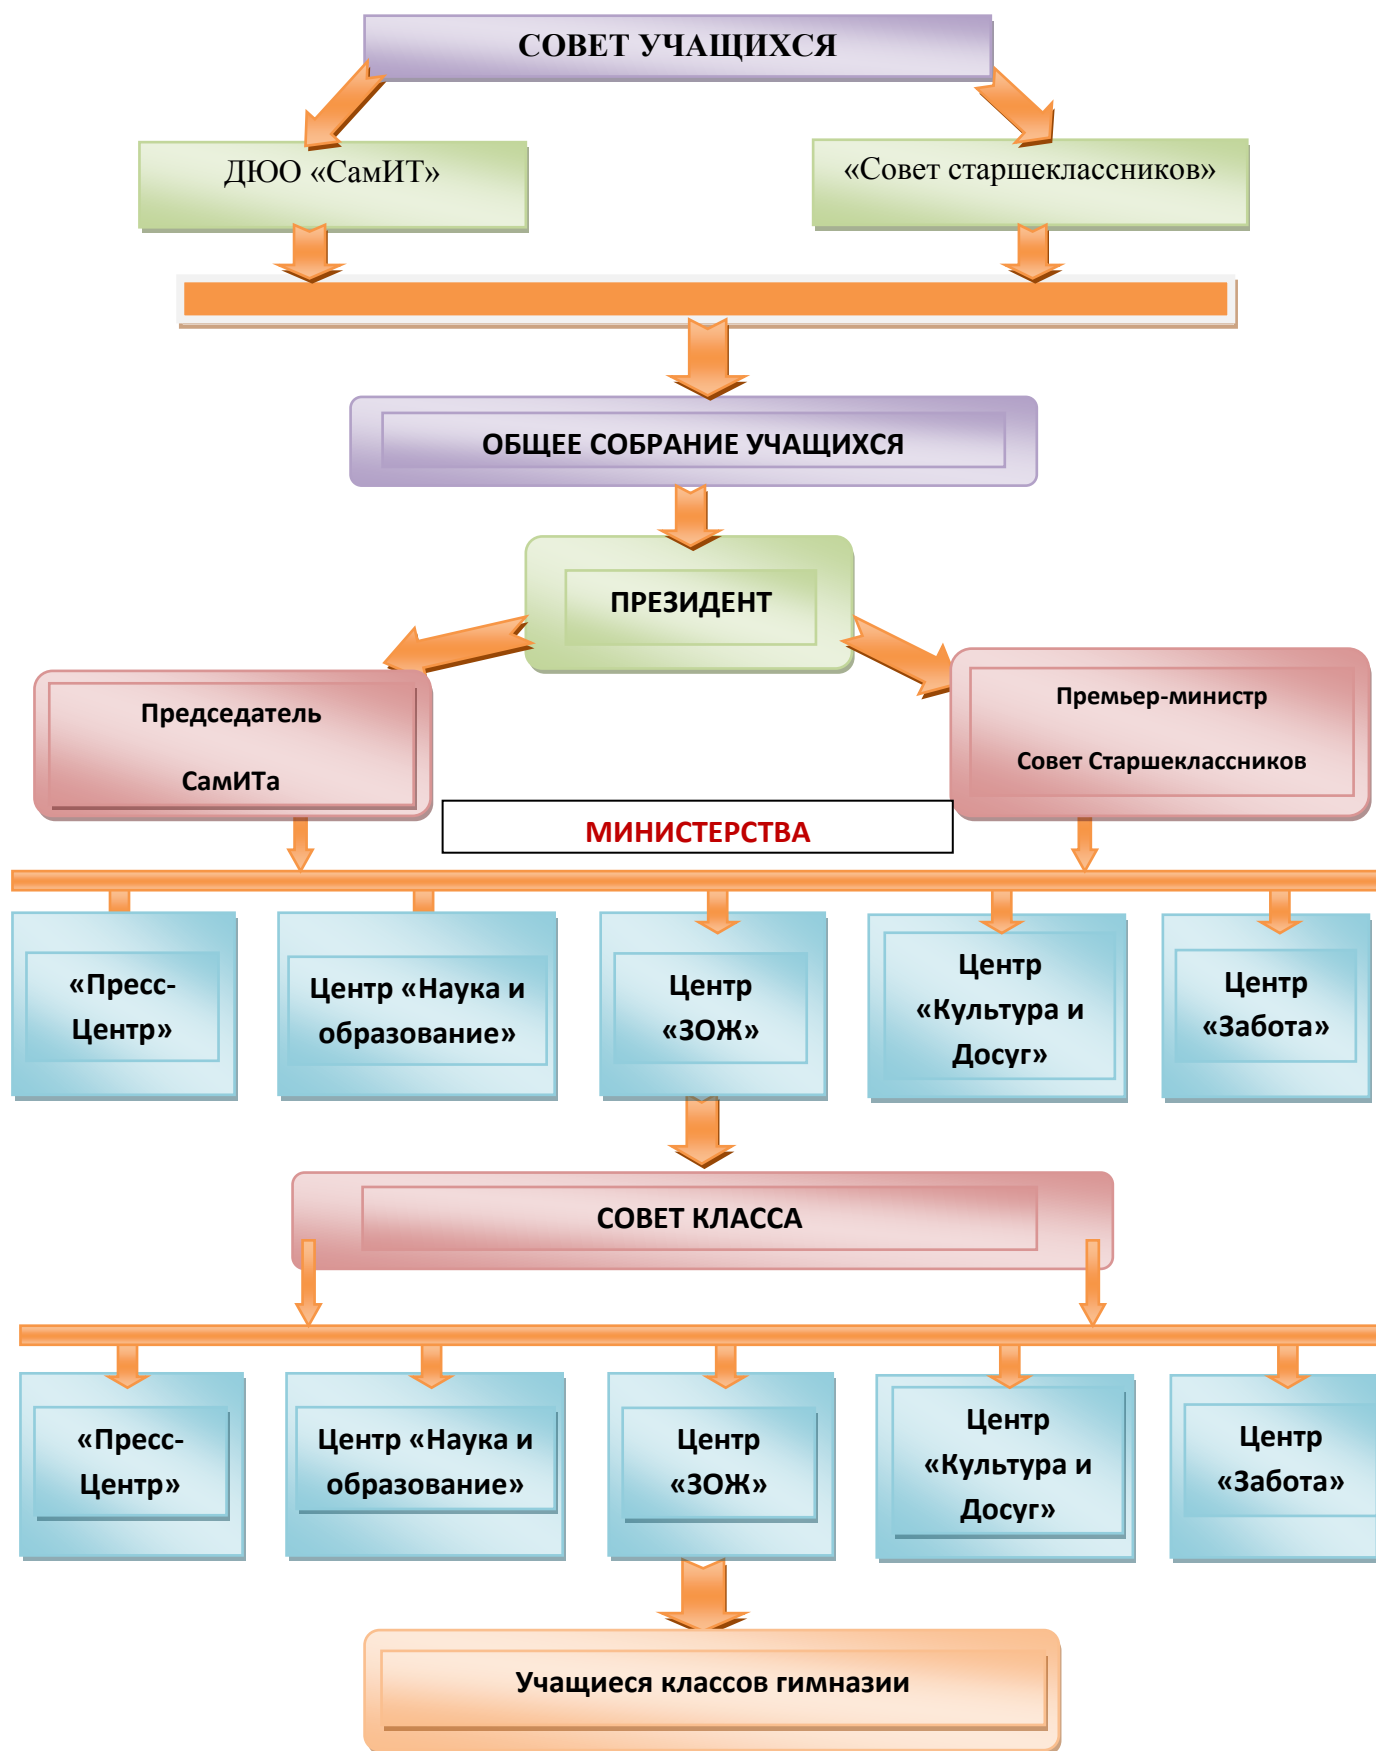 СОВЕТ УЧАЩИХСЯ
ДЮО «СамИТ»
«Совет старшеклассников»
ОБЩЕЕ СОБРАНИЕ УЧАЩИХСЯ
ПРЕЗИДЕНТ
Председатель
СамИТа
Премьер-министр
Совет Старшеклассников
МИНИСТЕРСТВА
«Пресс-
Центр»
Центр «Наука и
образование»
Центр
«ЗОЖ»
Центр
«Культура и
Досуг»
Центр
«Забота»
СОВЕТ КЛАССА
«Пресс-
Центр»
Центр «Наука и
образование»
Центр
«ЗОЖ»
Центр
«Культура и
Досуг»
Центр
«Забота»
Учащиеся классов гимназии